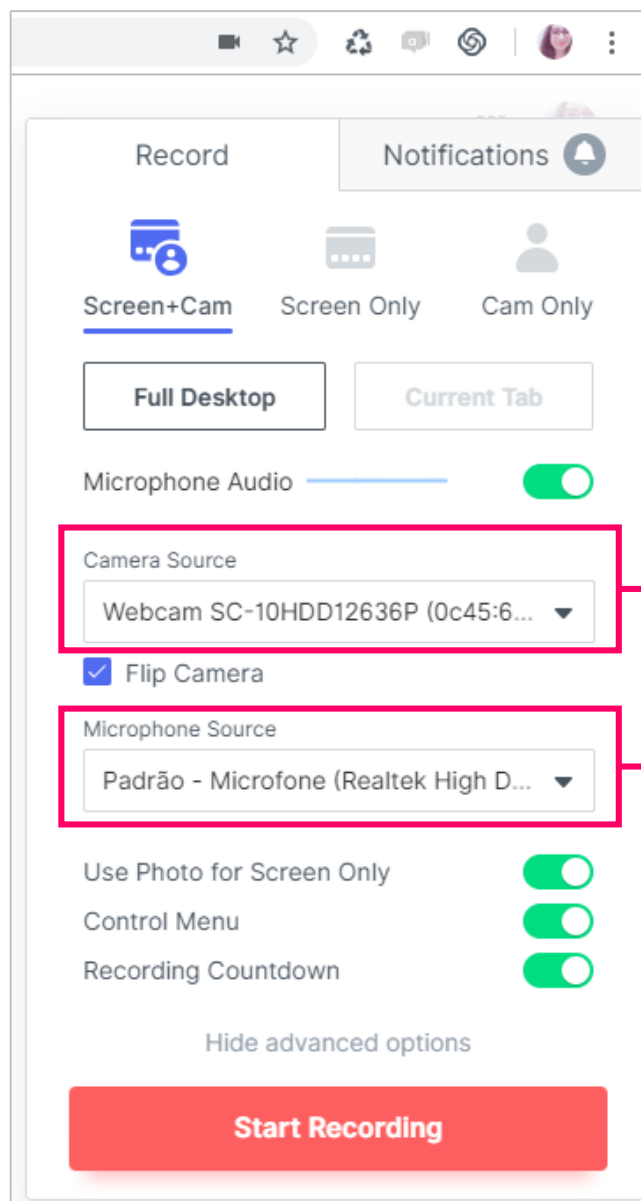 Record
Notifications
Screen+Cam
Screen Only
Cam Only
Full Desktop
Current Tab
Microphone Audio
Camera Source
Webcam SC-10HDD12636P (0c45:6...
Flip Camera
Microphone Source
Padrão - Microfone (Realtek High D...
Use Photo for Screen Only
Control Menu
Recording Countdown
Hide advanced options
Start Recording